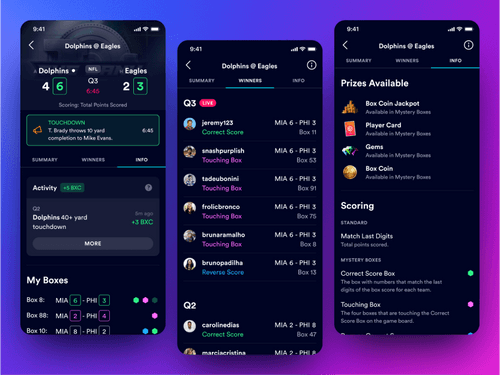 9:41
Dolphins @ Eagles
Dolphins
NFL
Eagles
4 6
Q3
2 3
6:45
Scoring: Total Points Scored
TOUCHDOWN
T. Brady throws 10 yard
completion to Mike Evans.
6:45
SUMMARY
WINNERS
INFO
Activity
+5 BXC
?
Q2
Dolphins 40+ yard
touchdown
6m ago
+3 BXC
MORE
My Boxes
Box 8: MIA 6 - PHI 3
Box 88: MIA 2 - PHI 4
Box 10: MIA 8 - PHI 2
9:41
Dolphins @ Eagles
SUMMARY
WINNERS
INFO
Q3 LIVE
jeremy123
Correct Score
MIA 6 - PHI 3
Box 11
snashpurplish
Touching Box
MIA 6 - PHI 3
Box 53
tadeubonini
Touching Box
MIA 6 - PHI 3
Box 91
frolicbronco
Touching Box
MIA 6 - PHI 3
Box 75
brunaramalho
Touching Box
MIA 6 - PHI 3
Box 8
brunopadilha
Reverse Score
MIA 6 - PHI 3
Box 13
Q2
carolinedias
Correct Score
MIA 2 - PHI 8
Box 47
marciacristina
MIA 2 - PHI 8
9:41
Dolphins @ Eagles
SUMMARY
WINNERS
INFO
Prizes Available
Box Coin Jackpot
Available in Mystery Boxes
Player Card
Available in Mystery Boxes
Gems
Available in Mystery Boxes
Box Coin
Available in Mystery Boxes
Scoring
STANDARD
Match Last Digits
Total points scored.
MYSTERY BOXES
Correct Score Box
The box with numbers that match the last
digits of the box score for each team.
Touching Box
The four boxes that are touching the Correct
Score Box on the game board.